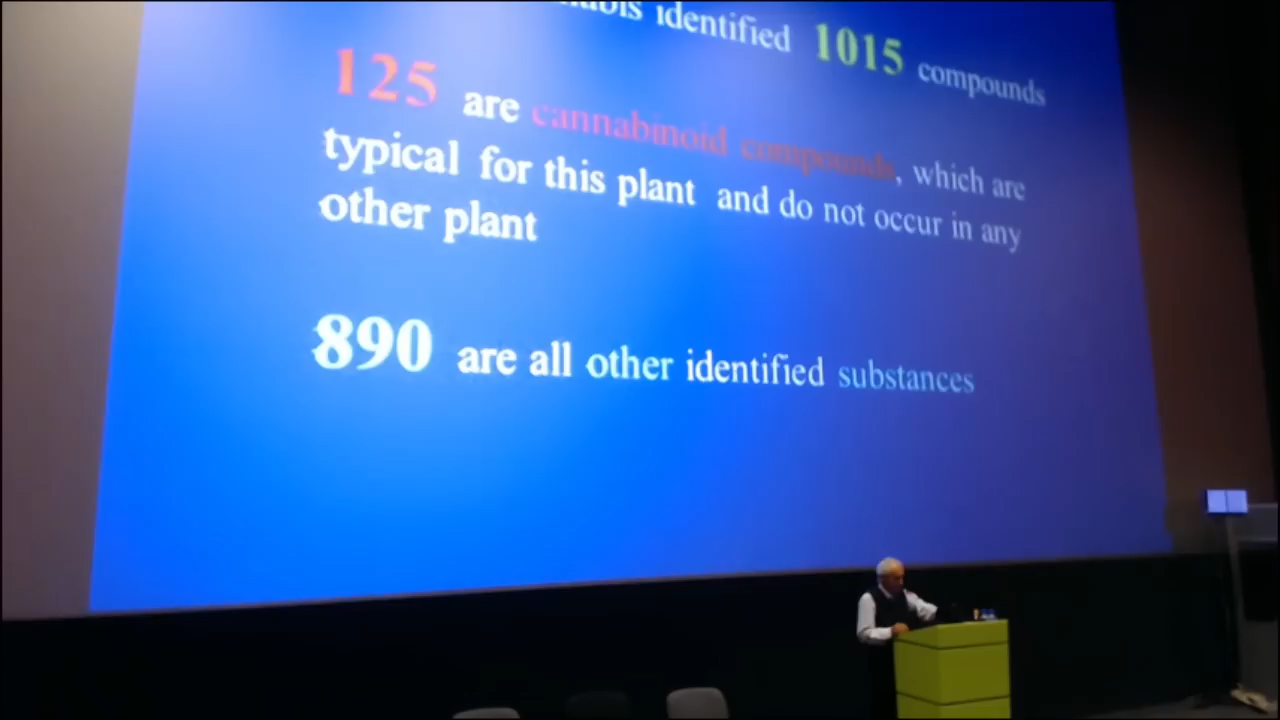 identified 1015 compounds
125 are cannabinoid compounds, which are
typical for this plant and do not occur in any
other plant
890 are all other identified substances